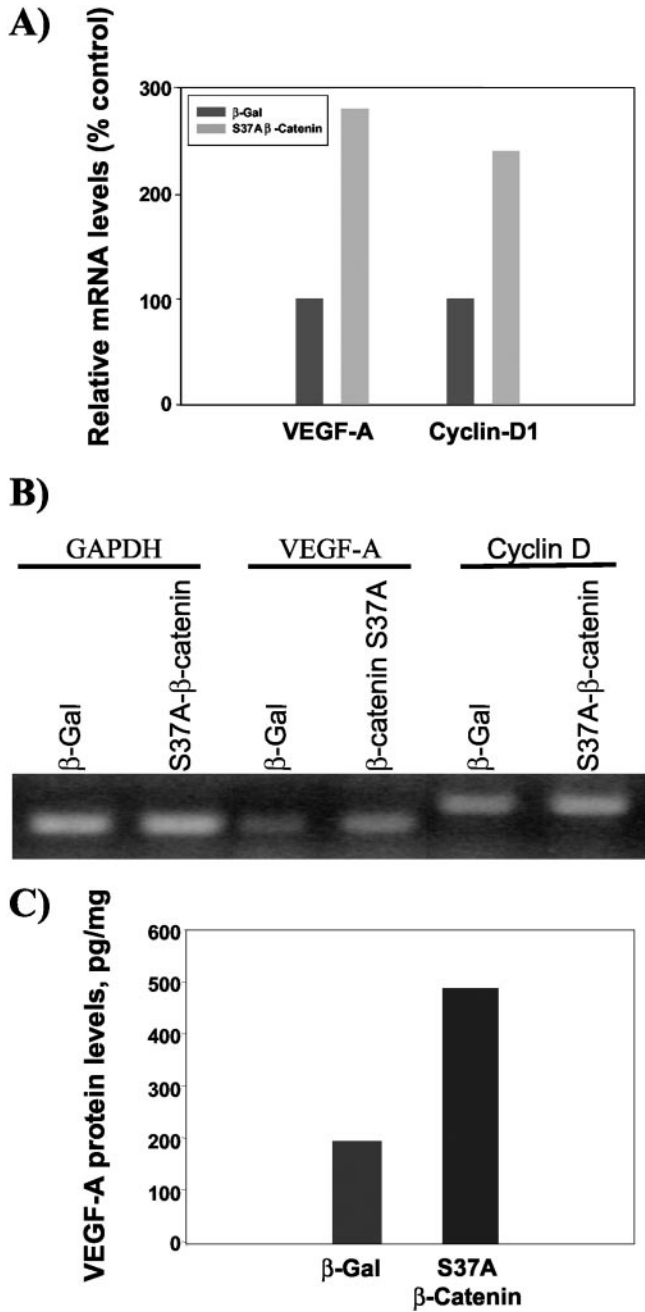 A)
Relative mRNA levels (% control)
300
200
100
0
β-Gal
S37Aβ -Catenin
VEGF-A Cyclin-D1
B)
GAPDH VEGF-A Cyclin D
β-Gal
S37A-β-catenin
β-Gal
β-catenin S37A
β-Gal
S37A-β-catenin
C)
VEGF-A protein levels, pg/mg
600
500
400
300
200
100
0
β-Gal S37A
β-Catenin